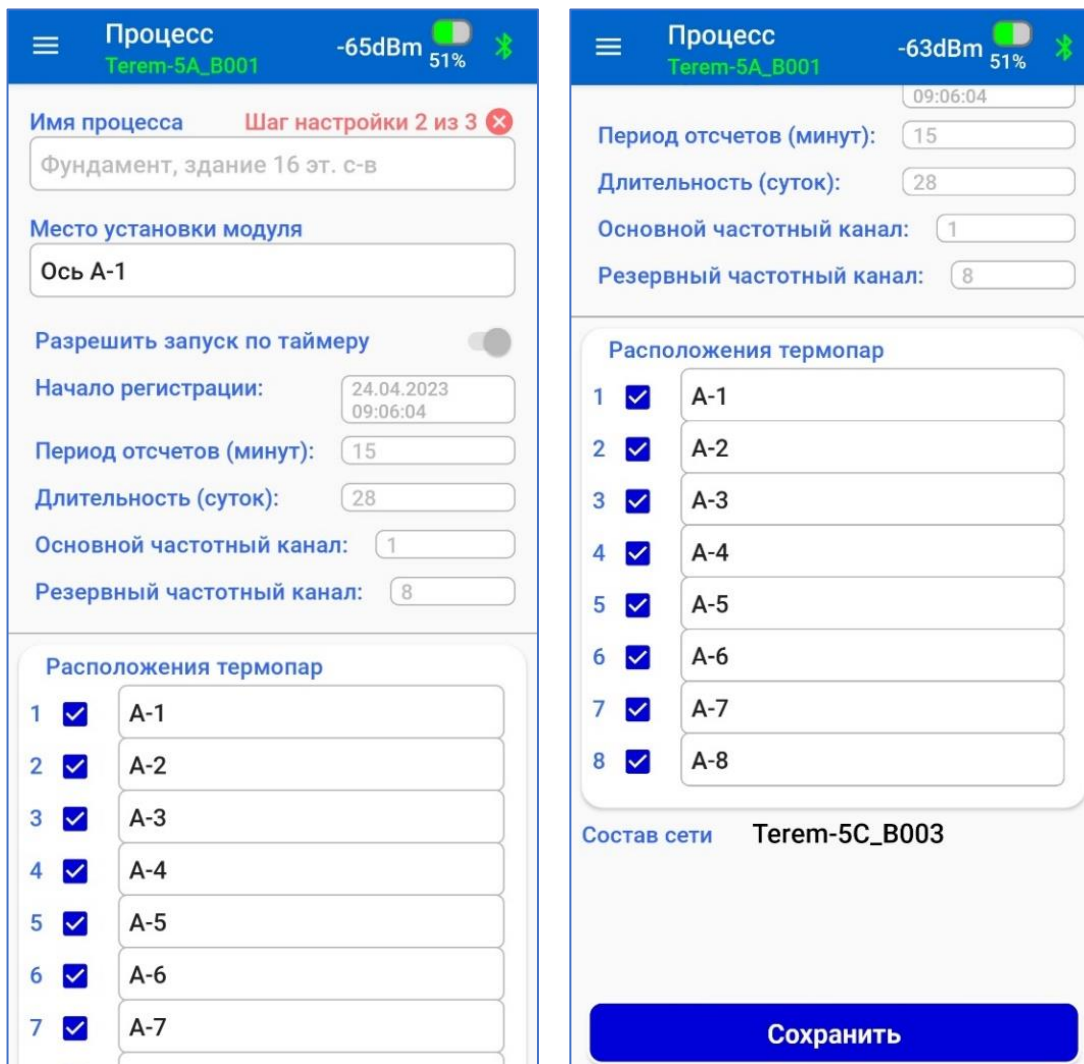 Процесс
Terem-5A_B001
-65dBm
51%
Имя процесса
Шаг настройки 2 из 3
Фундамент, здание 16 эт. с-в
Место установки модуля
Ось А-1
Разрешить запуск по таймеру
Начало регистрации:
24.04.2023
09:06:04
Период отсчетов (минут):
15
Длительность (суток):
28
Основной частотный канал:
1
Резервный частотный канал:
8
Расположения термопар
1 А-1
2 А-2
3 А-3
4 А-4
5 А-5
6 А-6
7 А-7
Процесс
Terem-5A_B001
-63dBm
51%
09:06:04
Период отсчетов (минут):
15
Длительность (суток):
28
Основной частотный канал:
1
Резервный частотный канал:
8
Расположения термопар
1 А-1
2 А-2
3 А-3
4 А-4
5 А-5
6 А-6
7 А-7
8 А-8
Состав сети Terem-5C_B003
Сохранить